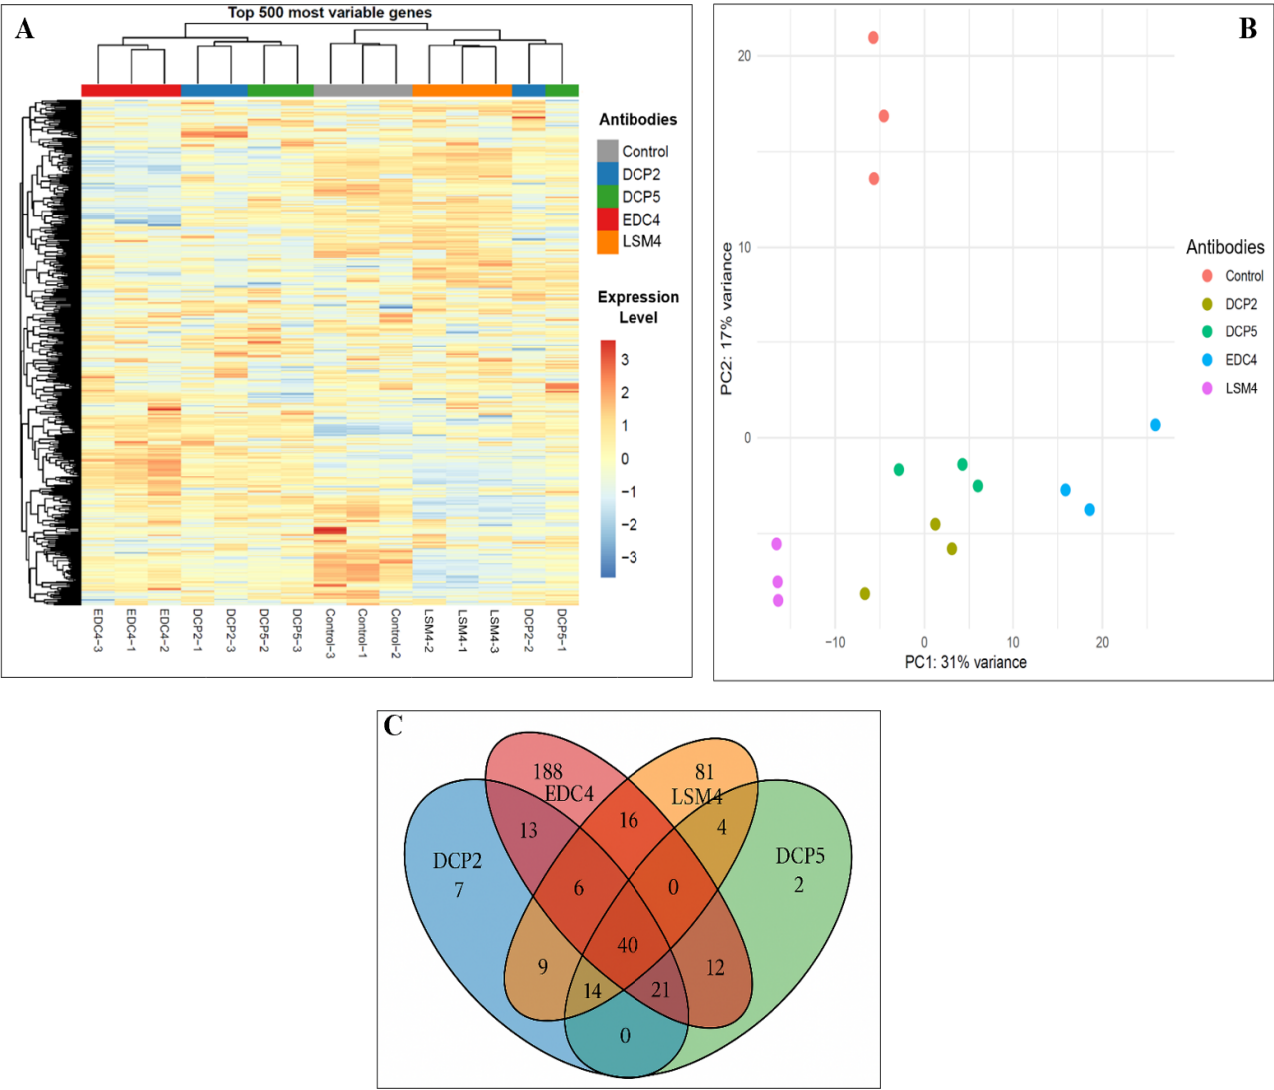 A
Top 500 most variable genes
Antibodies
Control
DCP2
DCP5
EDC4
LSM4
Expression
Level
3
2
1
0
−1
−2
−3
EDC4−3
EDC4−1
EDC4−2
DCP2−1
DCP2−3
DCP5−2
DCP5−3
Control−3
Control−1
Control−2
LSM4−2
LSM4−1
LSM4−3
DCP2−2
DCP5−1
B
20
10
0
PC2: 17% variance
−10
0
10
20
PC1: 31% variance
Antibodies
Control
DCP2
DCP5
EDC4
LSM4
C
188
EDC4
81
LSM4
16
13
4
DCP2
7
DCP5
2
6
0
40
9
12
14
21
0